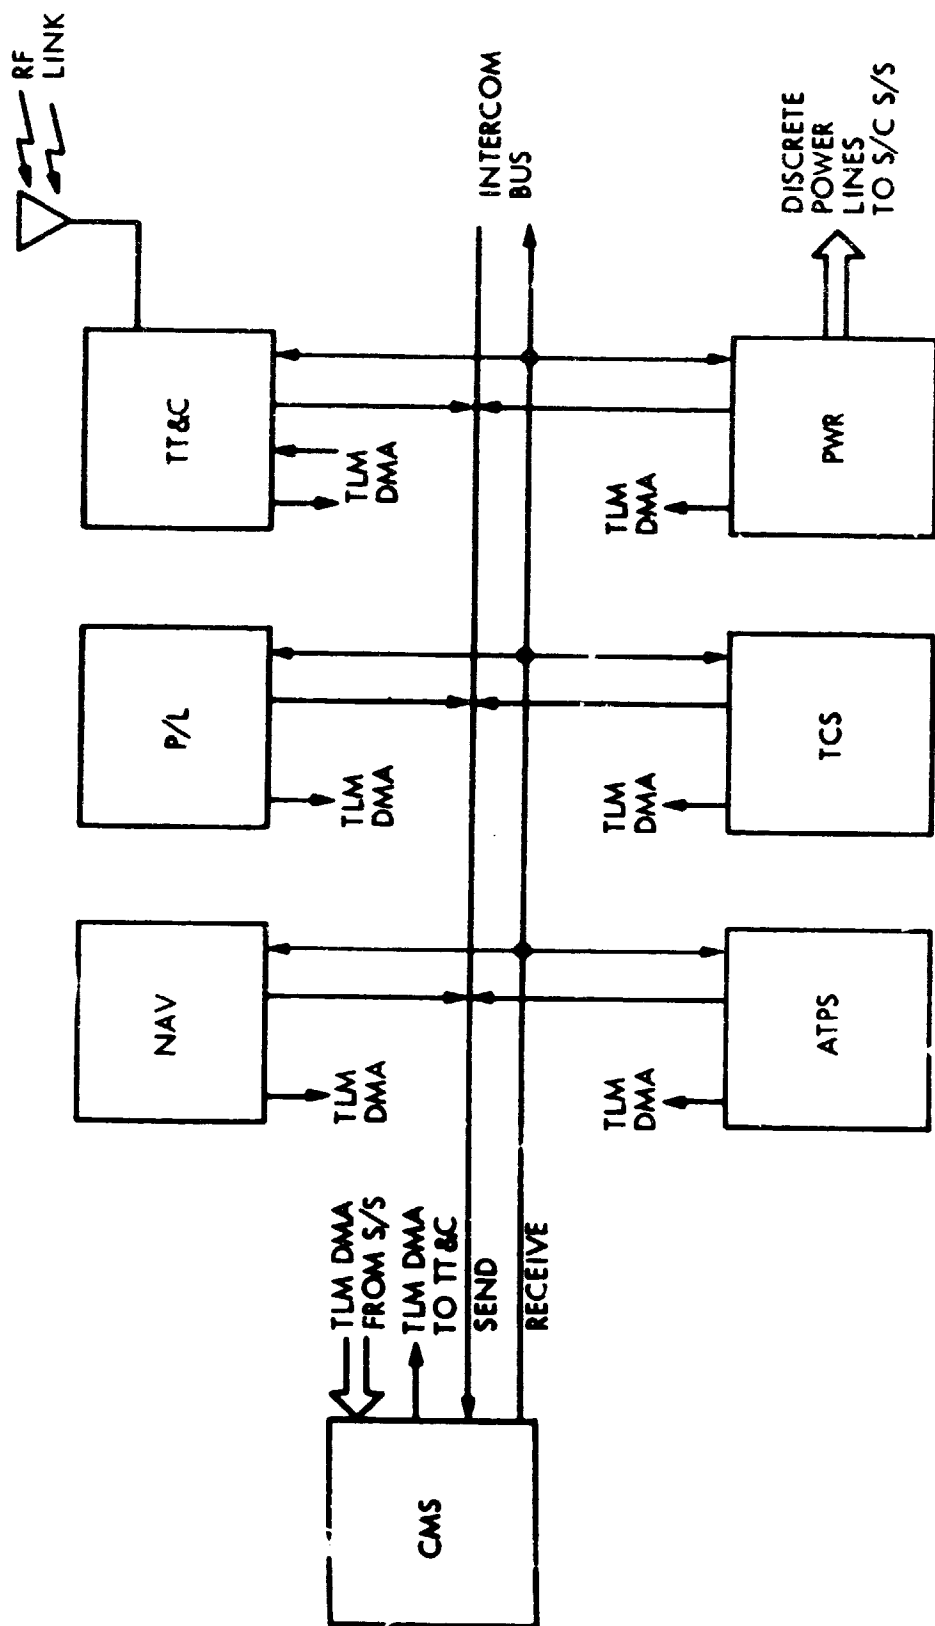 RF
LINK
TT&C
TLM
DMA
P/L
TLM
DMA
NAV
TLM
DMA
INTERCOM
BUS
TLM DMA
FROM S/S
TLM DMA
TO TT&C
SEND
RECEIVE
CMS
DISCRETE
POWER
LINES
TO S/C S/S
TLM
DMA
PWR
TLM
DMA
TCS
TLM
DMA
ATPS